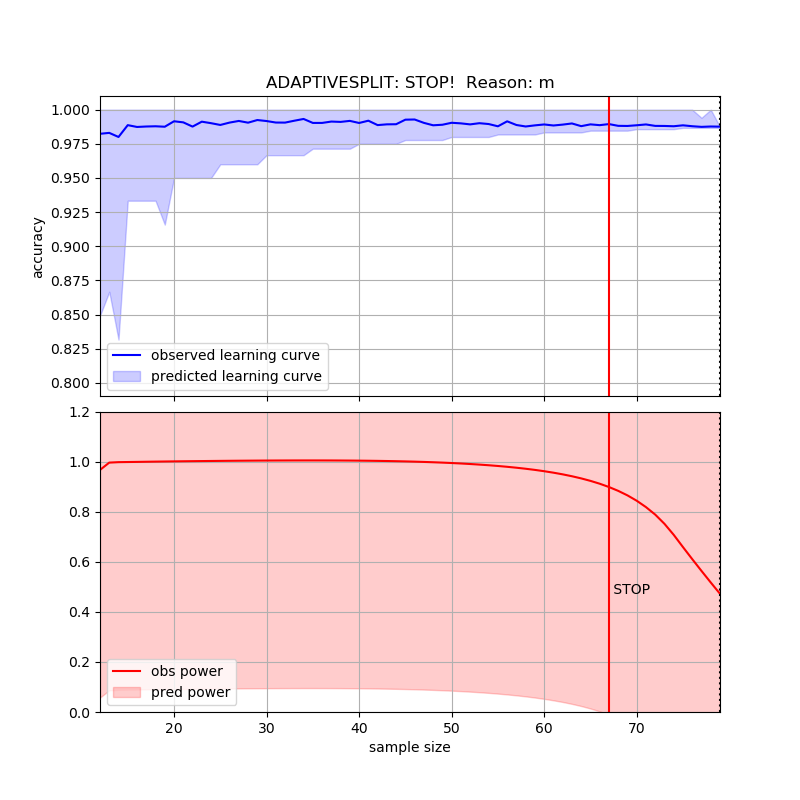 ADAPTIVESPLIT: STOP!  Reason: m
1.000
0.975
0.950
0.925
0.900
0.875
0.850
0.825
0.800
accuracy
observed learning curve
predicted learning curve
1.2
1.0
0.8
0.6
0.4
0.2
0.0
STOP
obs power
pred power
20 30 40 50 60 70
sample size